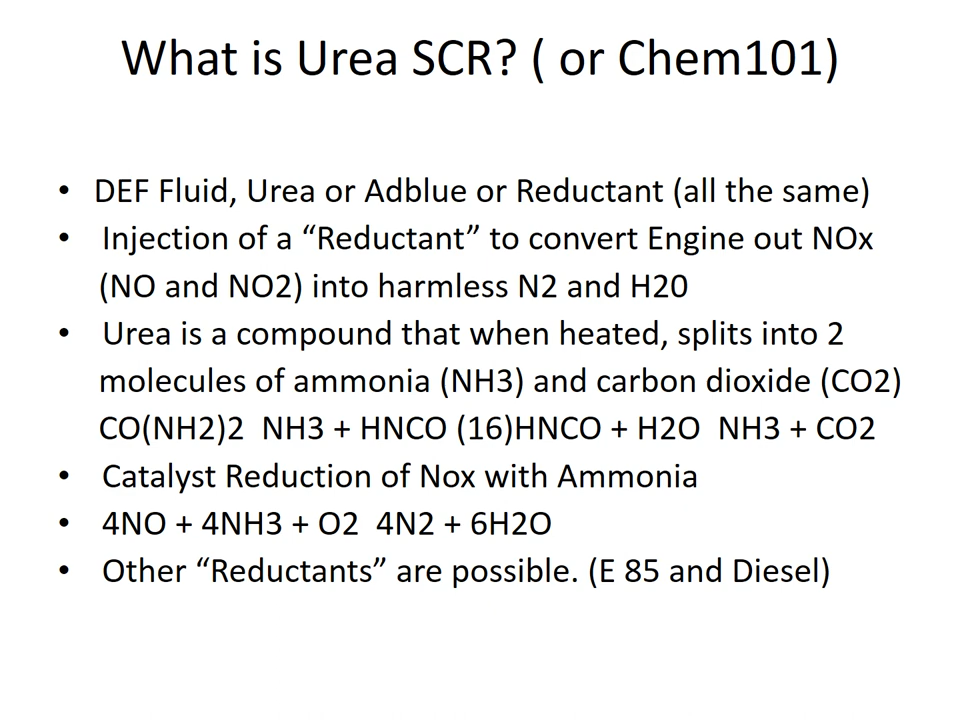 What is Urea SCR? ( or Chem101)
• DEF Fluid, Urea or Adblue or Reductant (all the same)
• Injection of a “Reductant” to convert Engine out NOx
(NO and NO2) into harmless N2 and H20
• Urea is a compound that when heated, splits into 2
molecules of ammonia (NH3) and carbon dioxide (CO2)
CO(NH2)2  NH3 + HNCO (16)HNCO + H2O  NH3 + CO2
• Catalyst Reduction of Nox with Ammonia
• 4NO + 4NH3 + O2  4N2 + 6H2O
• Other “Reductants” are possible. (E 85 and Diesel)